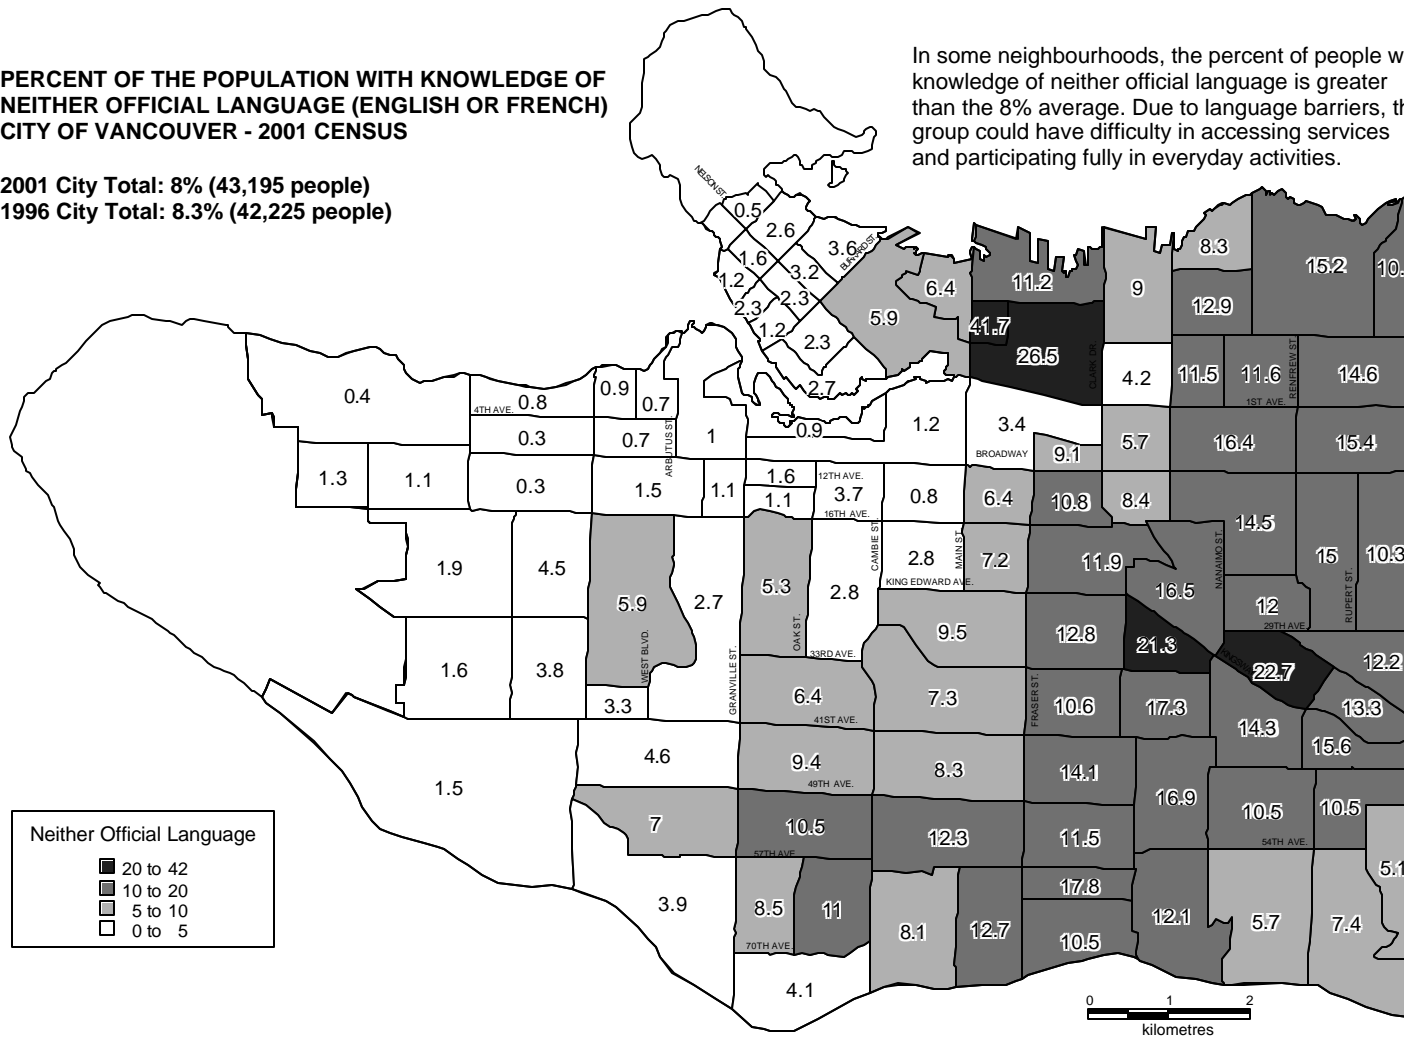 PERCENT OF THE POPULATION WITH KNOWLEDGE OF
NEITHER OFFICIAL LANGUAGE (ENGLISH OR FRENCH)
CITY OF VANCOUVER - 2001 CENSUS
2001 City Total: 8% (43,195 people)
1996 City Total: 8.3% (42,225 people)
In some neighbourhoods, the percent of people w
knowledge of neither official language is greater
than the 8% average. Due to language barriers, th
group could have difficulty in accessing services
and participating fully in everyday activities.
NELSON ST.
0.5
2.6
3.6
BURRARD ST.
1.6
3.2
1.2
2.3
2.3
1.2
2.3
2.7
5.9
6.4
11.2
9
8.3
15.2
10.
12.9
41.7
26.5
CLARK DR.
4.2
11.5
11.6
RENFREW ST.
14.6
1ST AVE.
0.4
0.8
4TH AVE.
0.9
0.7
0.3
0.7
ARBUTUS ST.
1
0.9
1.2
3.4
BROADWAY
9.1
5.7
16.4
15.4
1.3
1.1
0.3
1.5
1.1
1.6
12TH AVE.
1.1
3.7
16TH AVE.
0.8
6.4
10.8
8.4
14.5
15
10.3
1.9
4.5
5.9
2.7
5.3
2.8
CAMBIE ST.
2.8
KING EDWARD AVE.
MAIN ST.
7.2
11.9
16.5
NANAIMO ST.
12
29TH AVE.
RUPERT ST.
1.6
3.8
WEST BLVD.
3.3
GRANVILLE ST.
OAK ST.
33RD AVE.
9.5
12.8
21.3
22.7
12.2
6.4
41ST AVE.
7.3
FRASER ST.
10.6
17.3
14.3
13.3
15.6
1.5
4.6
9.4
49TH AVE.
8.3
14.1
16.9
10.5
10.5
54TH AVE.
7
10.5
57TH AVE.
12.3
11.5
5.1
3.9
8.5
11
70TH AVE.
8.1
12.7
17.8
10.5
12.1
5.7
7.4
4.1
Neither Official Language
20 to 42
10 to 20
5 to 10
0 to 5
0 1 2
kilometres